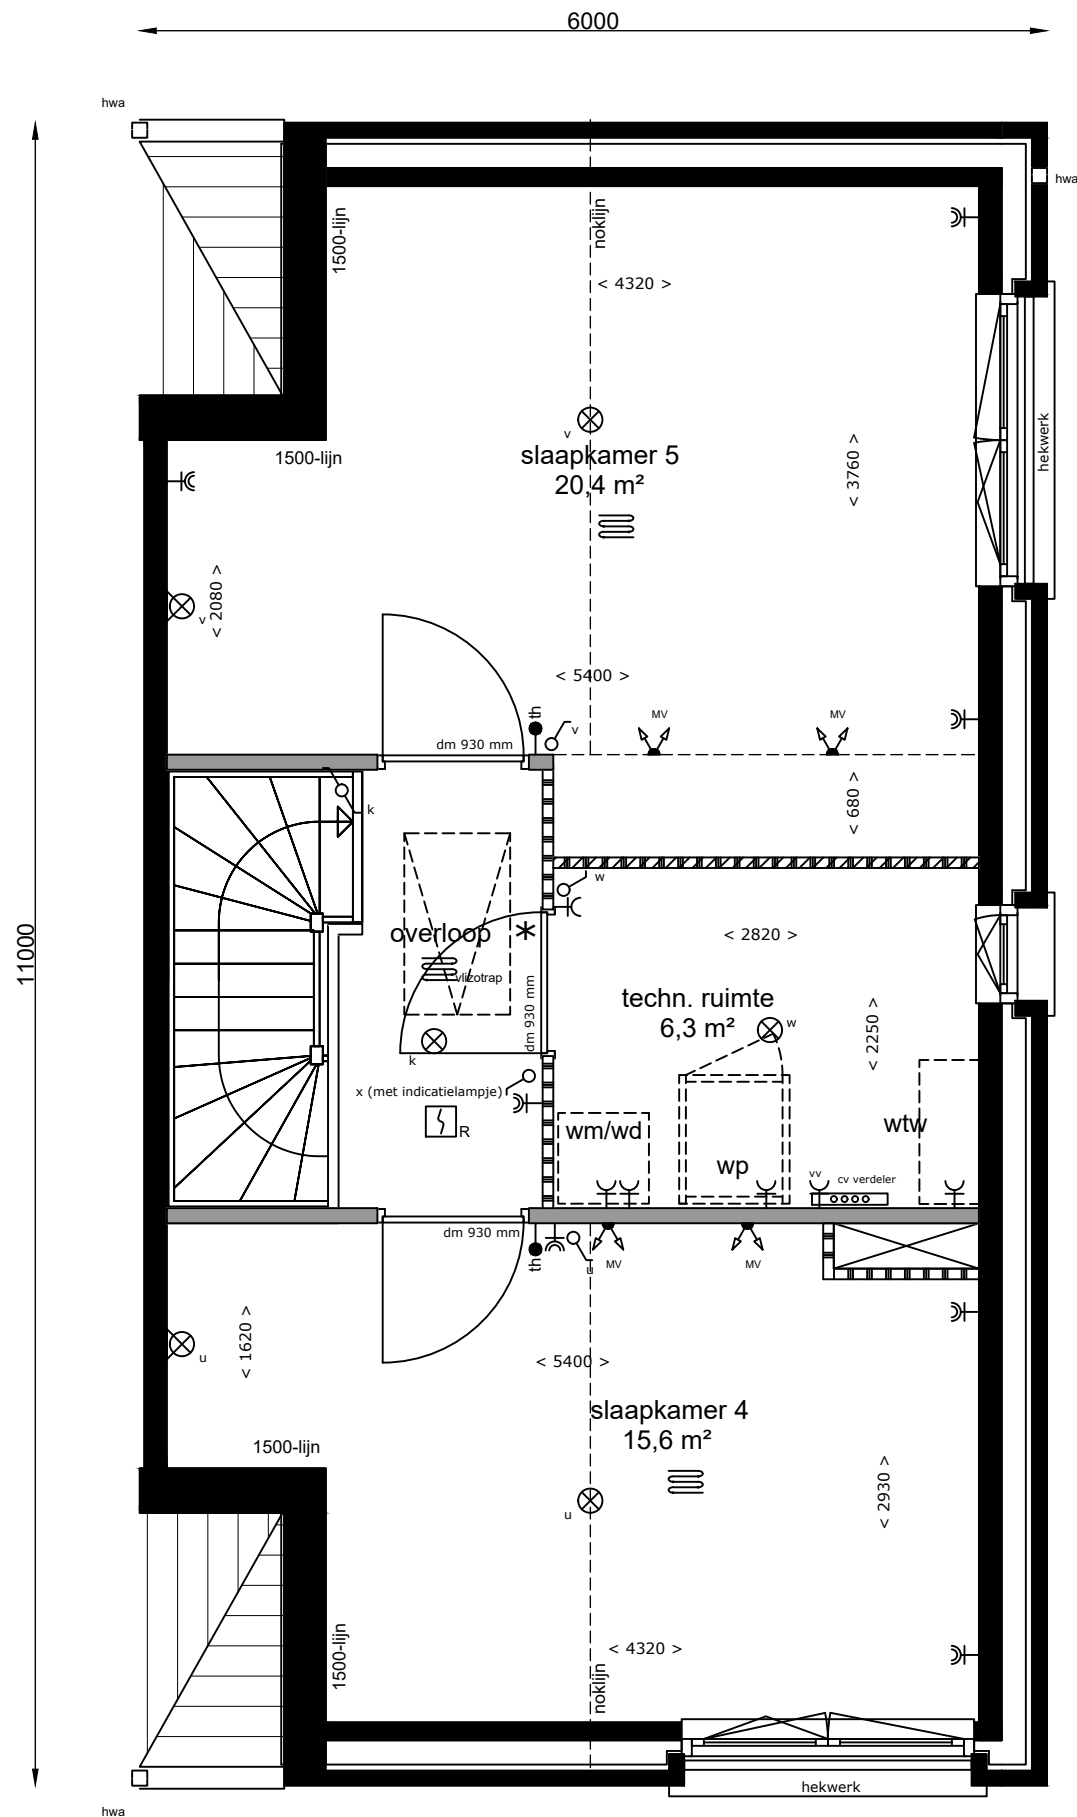 6000
hwa
hwa
1500-lijn
noklijn
< 4320 >
v
slaapkamer 5
20,4 m²
1500-lijn
< 3760 >
hekwerk
< 2080 >
v
< 5400 >
th
v
MV
MV
dm 930 mm
k
< 680 >
w
11000
overloop *
vlizotrap
< 2820 >
dm 930 mm
techn. ruimte
6,3 m²
w
< 2250 >
k
x (met indicatielampje)
R
wm/wd
wp
wtw
vv
cv verdeler
dm 930 mm
th
u
MV
MV
< 1620 >
u
< 5400 >
slaapkamer 4
15,6 m²
1500-lijn
< 2930 >
u
1500-lijn
< 4320 >
noklijn
hekwerk
hwa